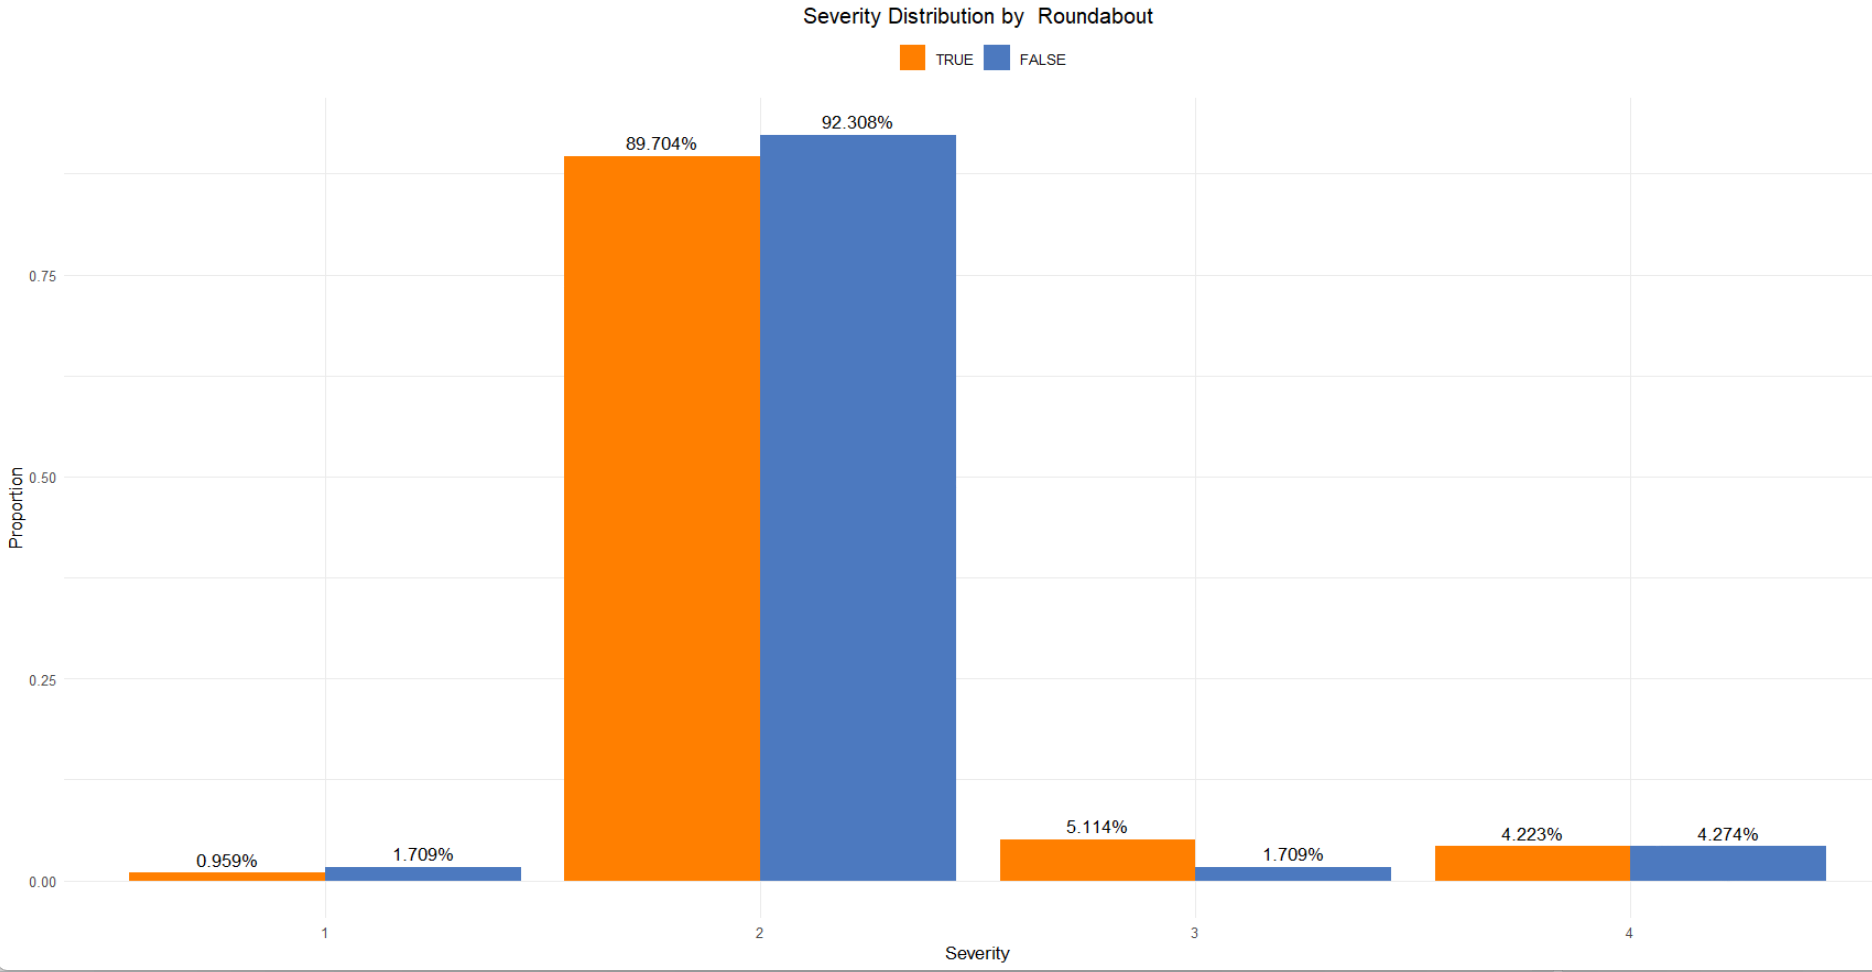 Severity Distribution by  Roundabout
TRUE FALSE
92.308%
89.704%
0.75
0.50
Proportion
0.25
5.114%
4.223% 4.274%
0.959% 1.709% 1.709%
0.00
1 2 3 4
Severity